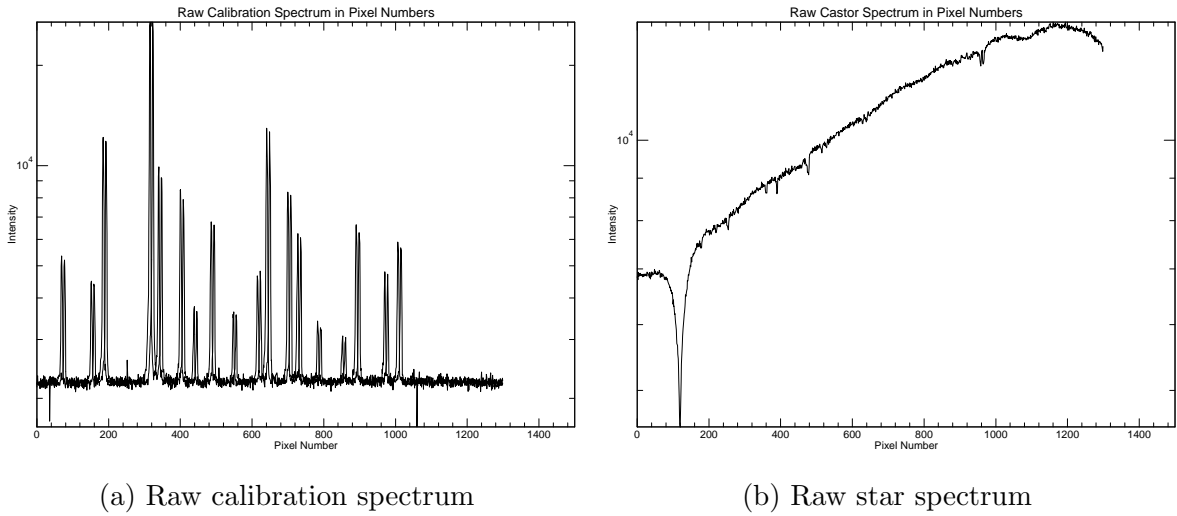 Raw Calibration Spectrum in Pixel Numbers
10^4
Intensity
0 200 400 600 800 1000 1200 1400
Pixel Number
(a) Raw calibration spectrum
Raw Castor Spectrum in Pixel Numbers
10^4
Intensity
0 200 400 600 800 1000 1200 1400
Pixel Number
(b) Raw star spectrum